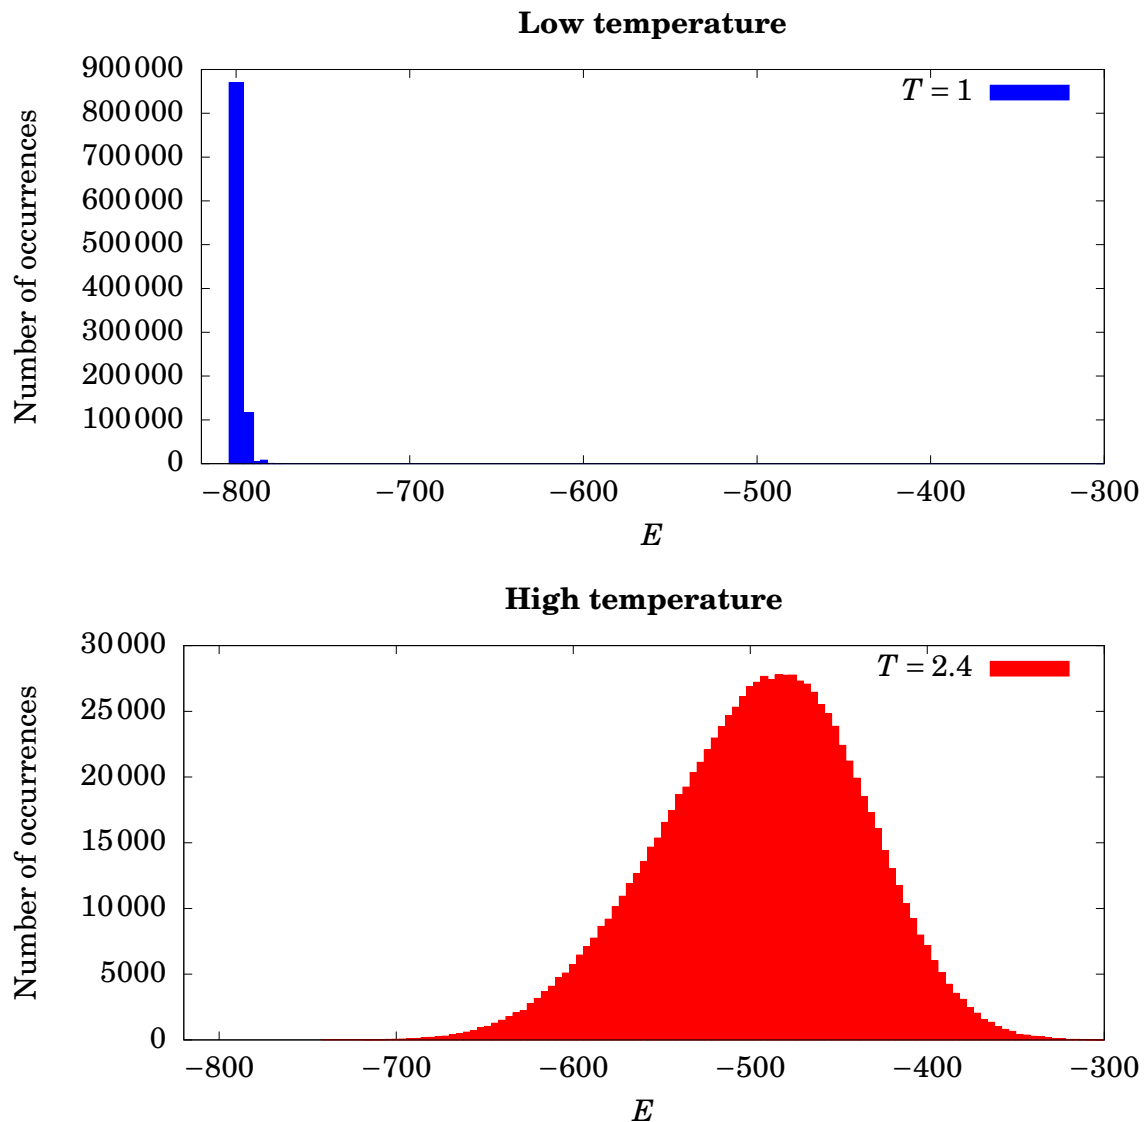 Low temperature
900 000
800 000
700 000
600 000
500 000
400 000
300 000
200 000
100 000
0
Number of occurrences
T = 1
−800 −700 −600 −500 −400 −300
E
High temperature
30 000
25 000
20 000
15 000
10 000
5000
0
Number of occurrences
T = 2.4
−800 −700 −600 −500 −400 −300
E